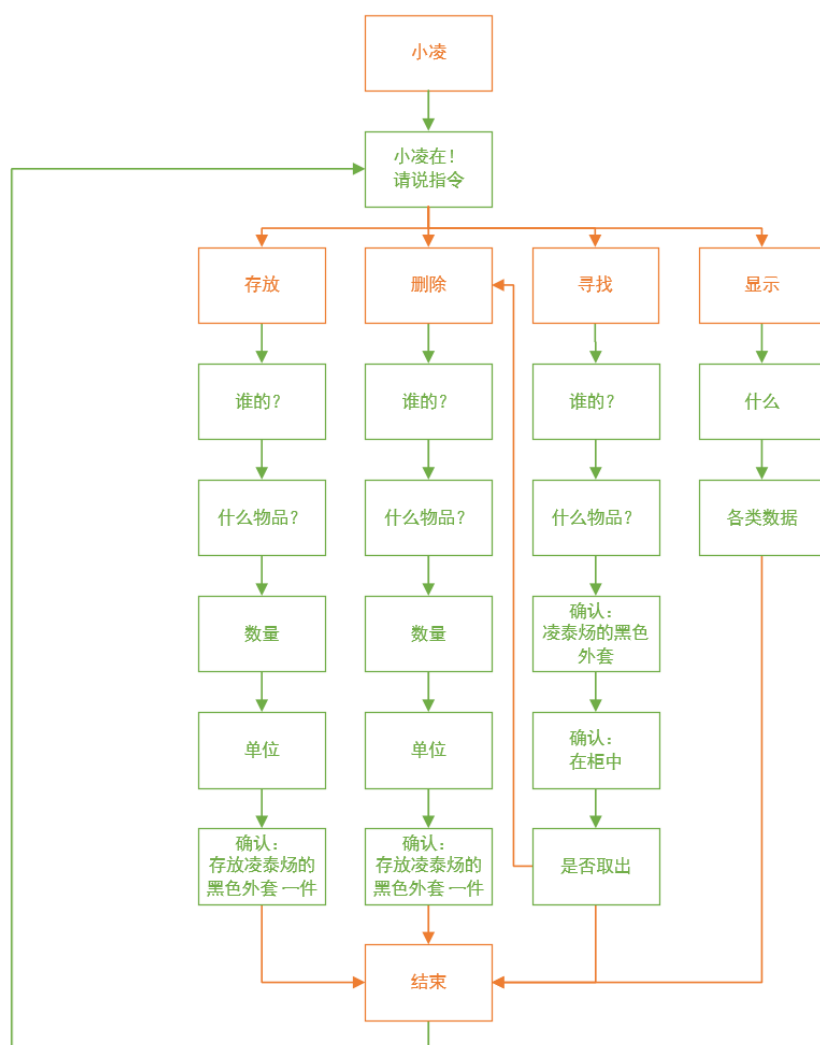 小凌
小凌在！
请说指令
存放
删除
寻找
显示
谁的？
谁的？
谁的？
什么
什么物品？
什么物品？
什么物品？
各类数据
数量
数量
确认：
凌泰炀的黑色
外套
单位
单位
确认：
在柜中
确认：
存放凌泰炀的
黑色外套 一件
确认：
存放凌泰炀的
黑色外套 一件
是否取出
结束